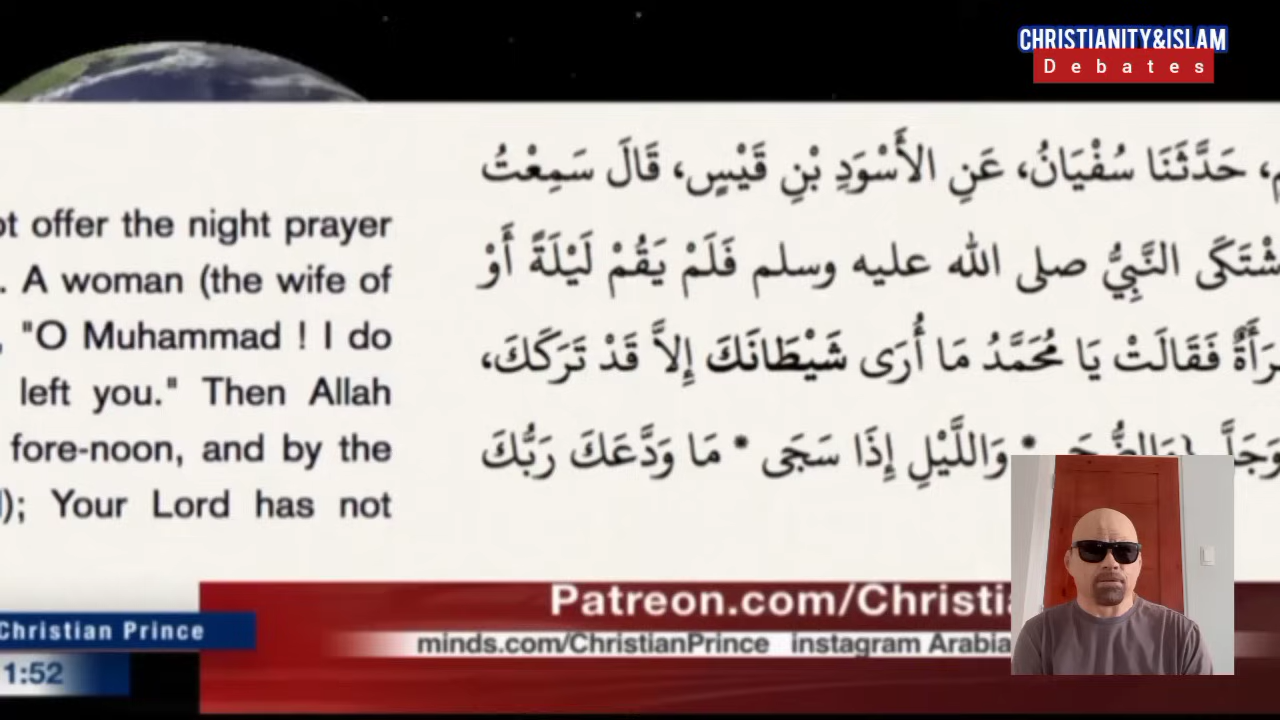 CHRISTIANITY&ISLAM
Debates
حَدَّثَنَا سُفْيَانُ، عَنِ الأَسْوَدِ بْنِ قَيْسٍ، قَالَ سَمِعْتُ
النَّبِيُّ صلى الله عليه وسلم فَلَمْ يَقُمْ لَيْلَةً أَوْ
فَقَالَتْ يَا مُحَمَّدُ مَا أُرَى شَيْطَانَكَ إِلاَّ قَدْ تَرَكَكَ،
وَاللَّيْلِ إِذَا سَجَى * مَا وَدَّعَكَ رَبُّكَ
offer the night prayer
. A woman (the wife of
, "O Muhammad ! I do
left you." Then Allah
fore-noon, and by the
); Your Lord has not
Patreon.com/Christi
Christian Prince
minds.com/ChristianPrince instagram Arabia
1:52